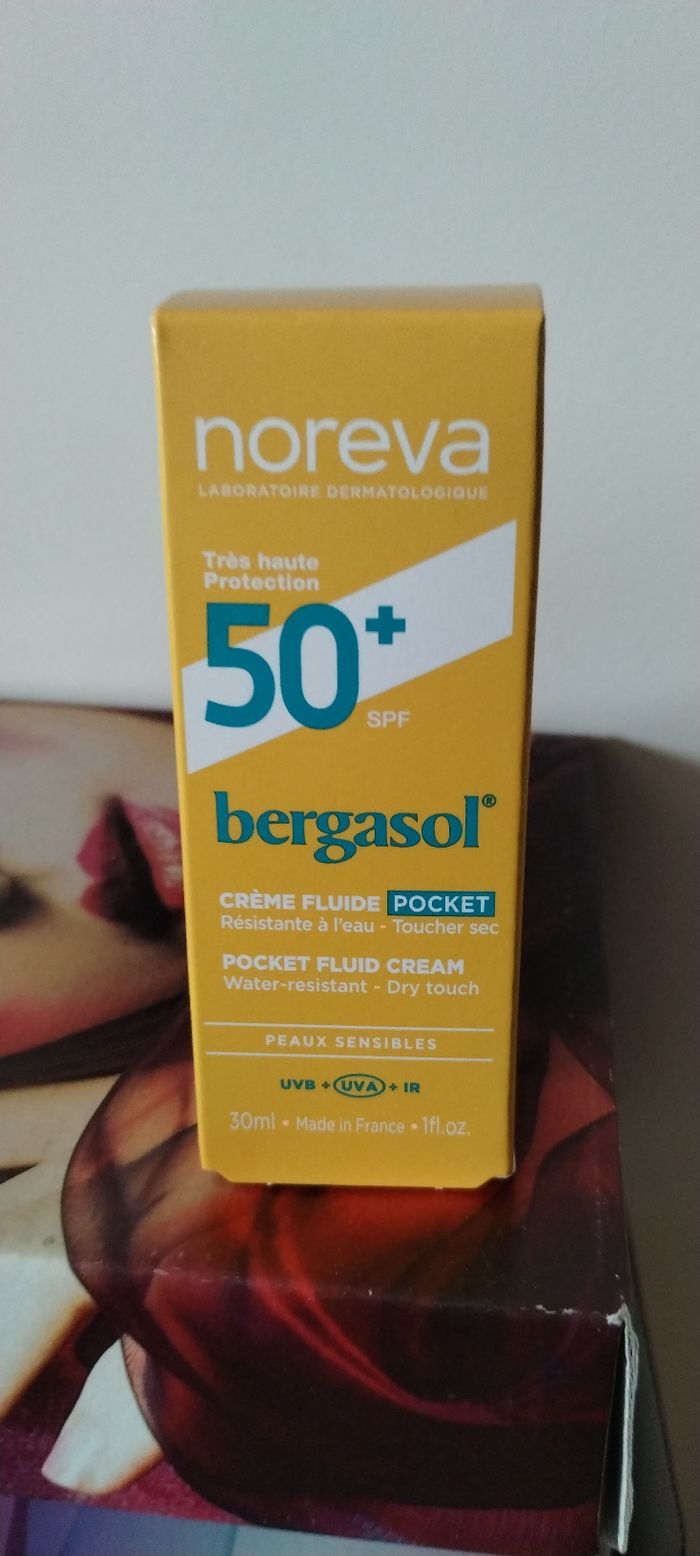 noreva
LABORATOIRE DERMATOLOGIQUE
Très haute
Protection
50+
SPF
bergasol®
CRÈME FLUIDE POCKET
Résistante à l'eau - Toucher sec
POCKET FLUID CREAM
Water-resistant - Dry touch
PEAUX SENSIBLES
UVB + UVA + IR
30ml • Made in France • 1fl.oz.